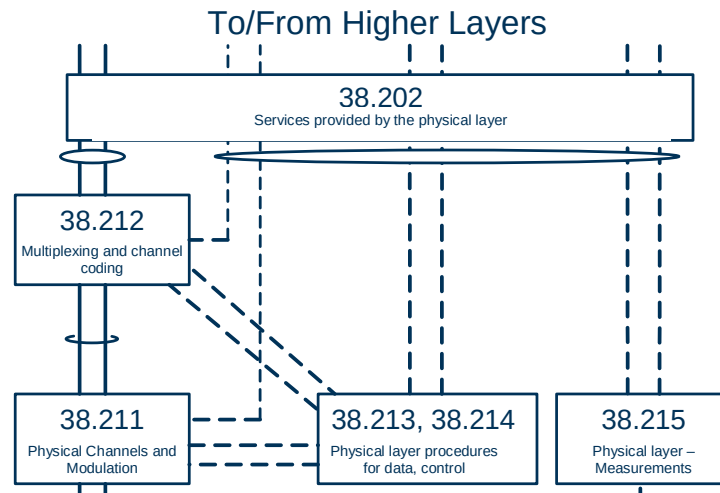 To/From Higher Layers
38.202
Services provided by the physical layer
38.212
Multiplexing and channel
coding
38.211
Physical Channels and
Modulation
38.213, 38.214
Physical layer procedures
for data, control
38.215
Physical layer –
Measurements